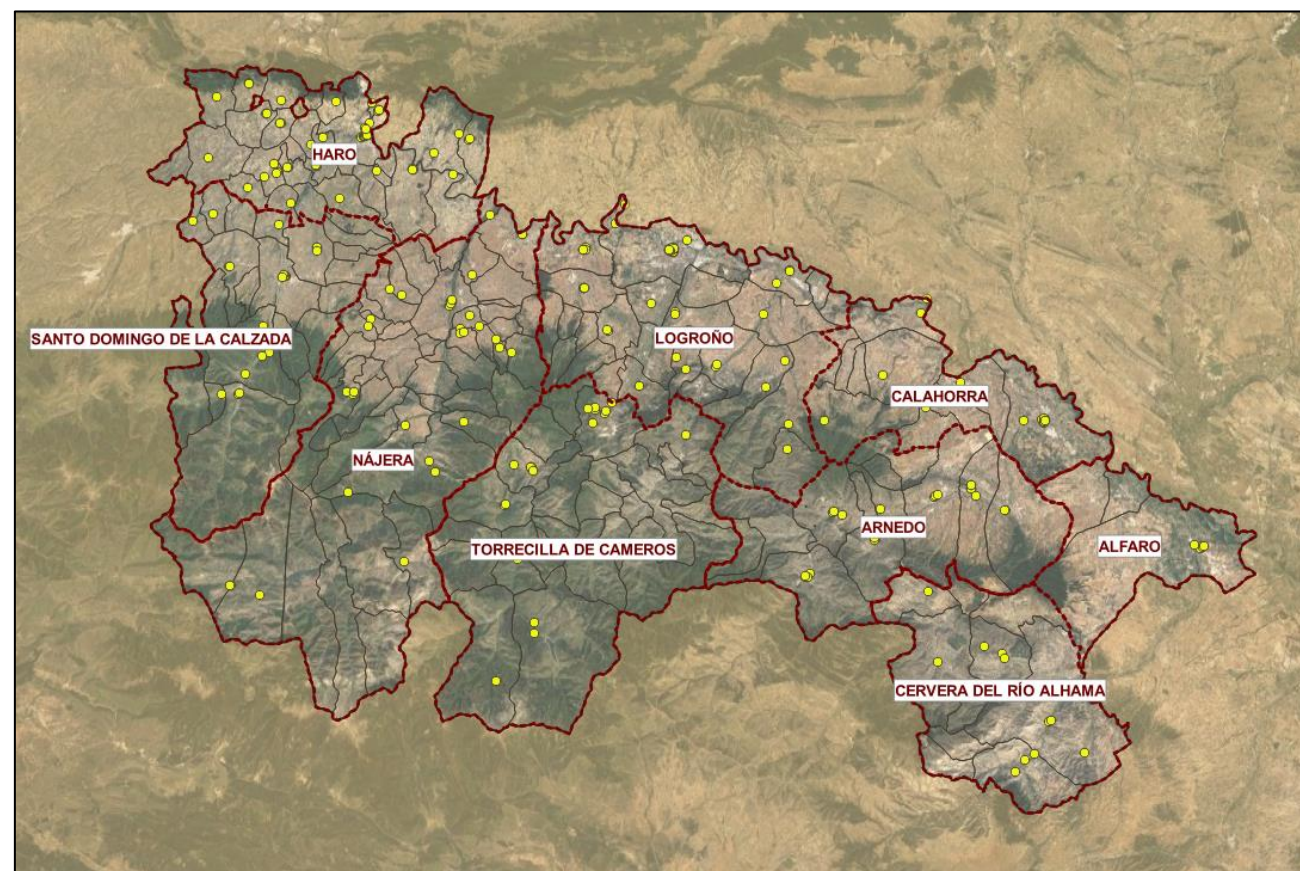 HARO
SANTO DOMINGO DE LA CALZADA
LOGROÑO
CALAHORRA
NÁJERA
ARNEDO
TORRECILLA DE CAMEROS
ALFARO
CERVERA DEL RÍO ALHAMA